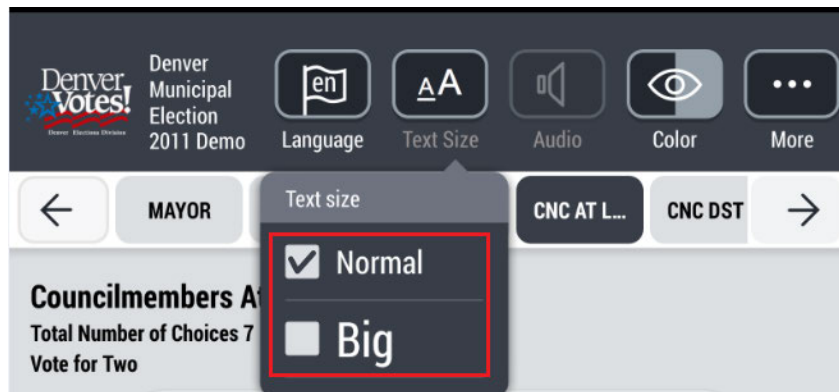 Denver
Votes!
Denver Elections Division
Denver
Municipal
Election
2011 Demo
en
Language
AA
Text Size
Audio
Color
More
MAYOR
CNC AT L...
CNC DST
Text size
Normal
Big
Councilmembers A
Total Number of Choices 7
Vote for Two